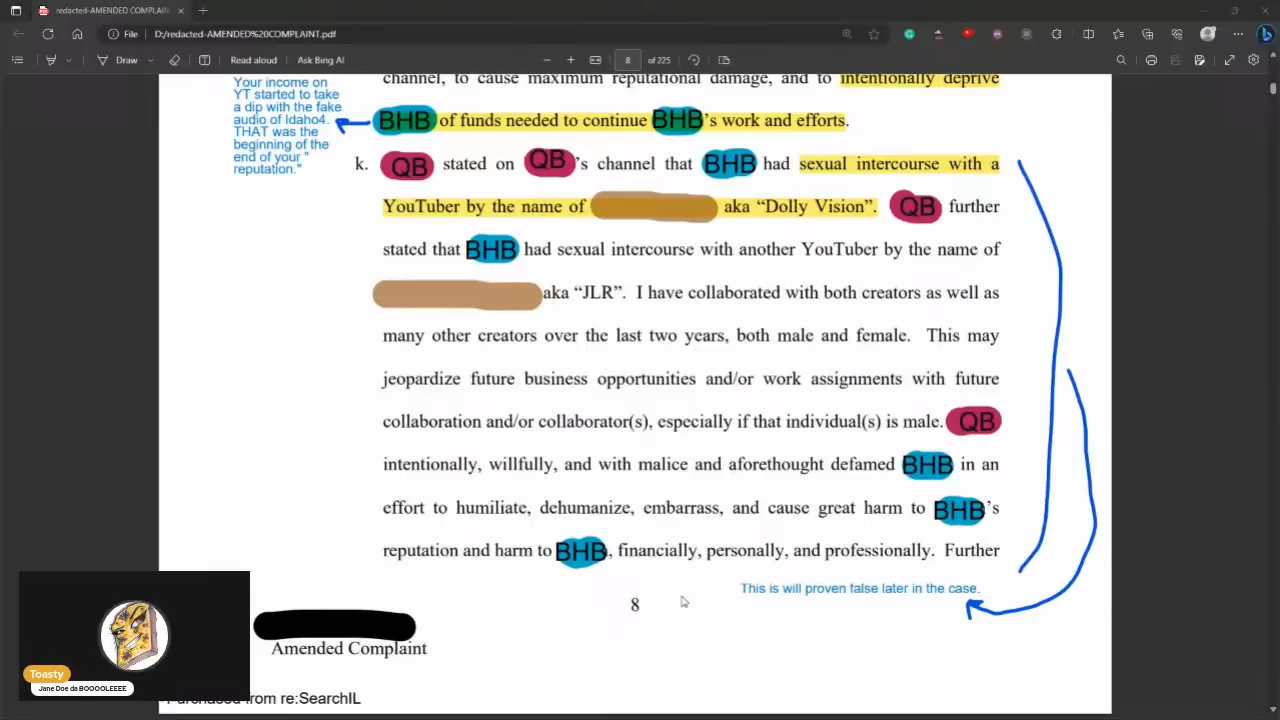 redacted-AMENDED COMPLAIN
File D:/redacted-AMENDED%20COMPLAINT.pdf
Draw Read aloud Ask Bing AI 8 of 225
Your income on
YT started to take
a dip with the fake
audio of Idaho4.
THAT was the
beginning of the
end of your "
reputation."
channel, to cause maximum reputational damage, and to intentionally deprive
BHB of funds needed to continue BHB's work and efforts.
k. QB stated on QB's channel that BHB had sexual intercourse with a
YouTuber by the name of aka “Dolly Vision”. QB further
stated that BHB had sexual intercourse with another YouTuber by the name of
aka “JLR”. I have collaborated with both creators as well as
many other creators over the last two years, both male and female. This may
jeopardize future business opportunities and/or work assignments with future
collaboration and/or collaborator(s), especially if that individual(s) is male. QB
intentionally, willfully, and with malice and aforethought defamed BHB in an
effort to humiliate, dehumanize, embarrass, and cause great harm to BHB's
reputation and harm to BHB, financially, personally, and professionally. Further
This is will proven false later in the case.
8
Amended Complaint
from re:SearchIL
Toasty
Jane Doe da BOOOOLEEEE